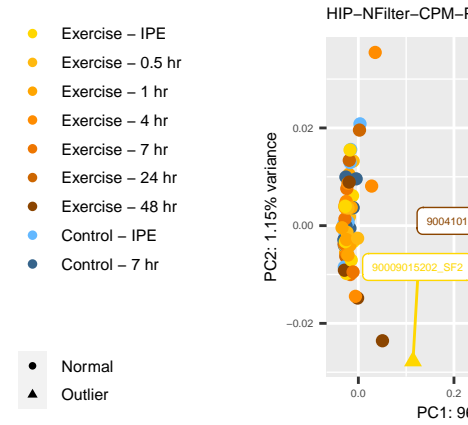 HIP−NFilter−CPM−
Exercise − IPE
Exercise − 0.5 hr
Exercise − 1 hr
Exercise − 4 hr
Exercise − 7 hr
Exercise − 24 hr
Exercise − 48 hr
Control − IPE
Control − 7 hr
Normal
Outlier
PC2: 1.15% variance
0.02
0.00
−0.02
9004101
90009015202_SF2
0.0
0.2
PC1: 9